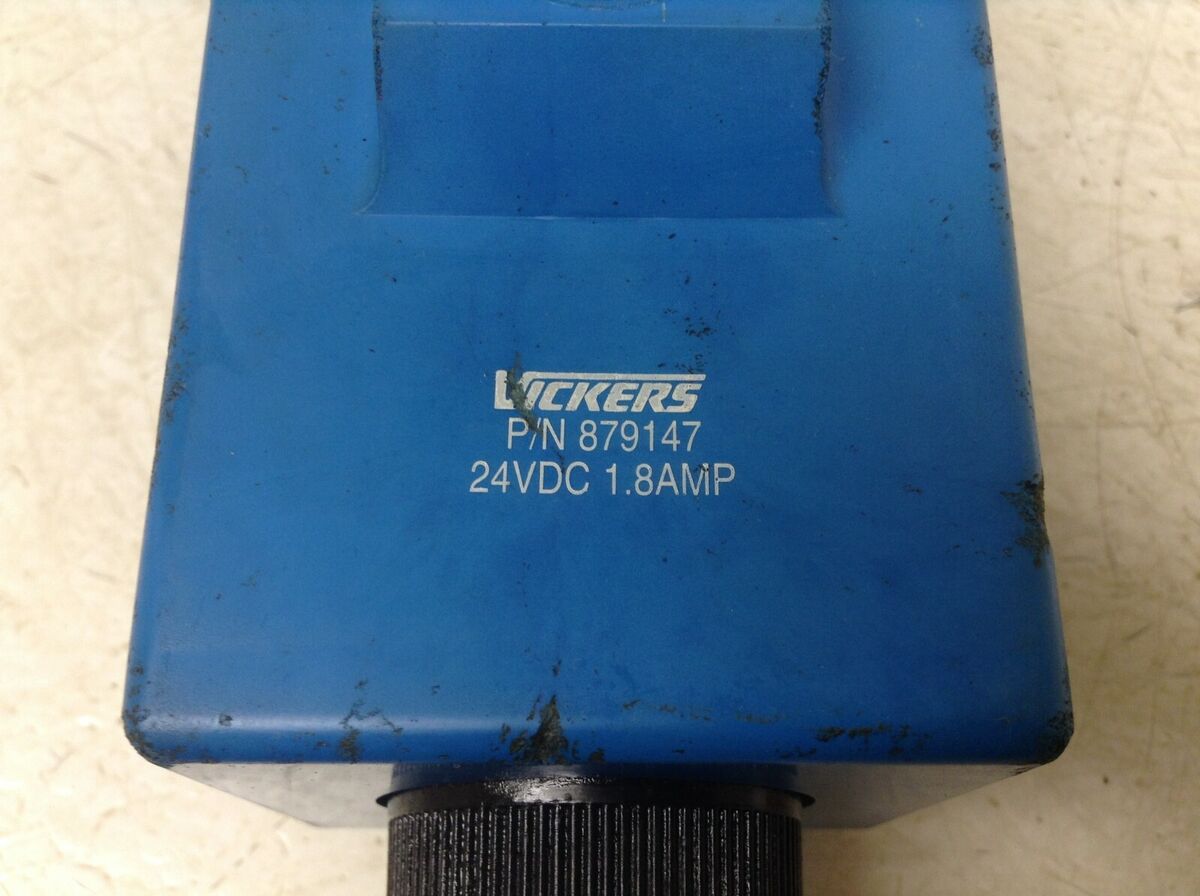 VICKERS
P/N 879147
24VDC 1.8AMP